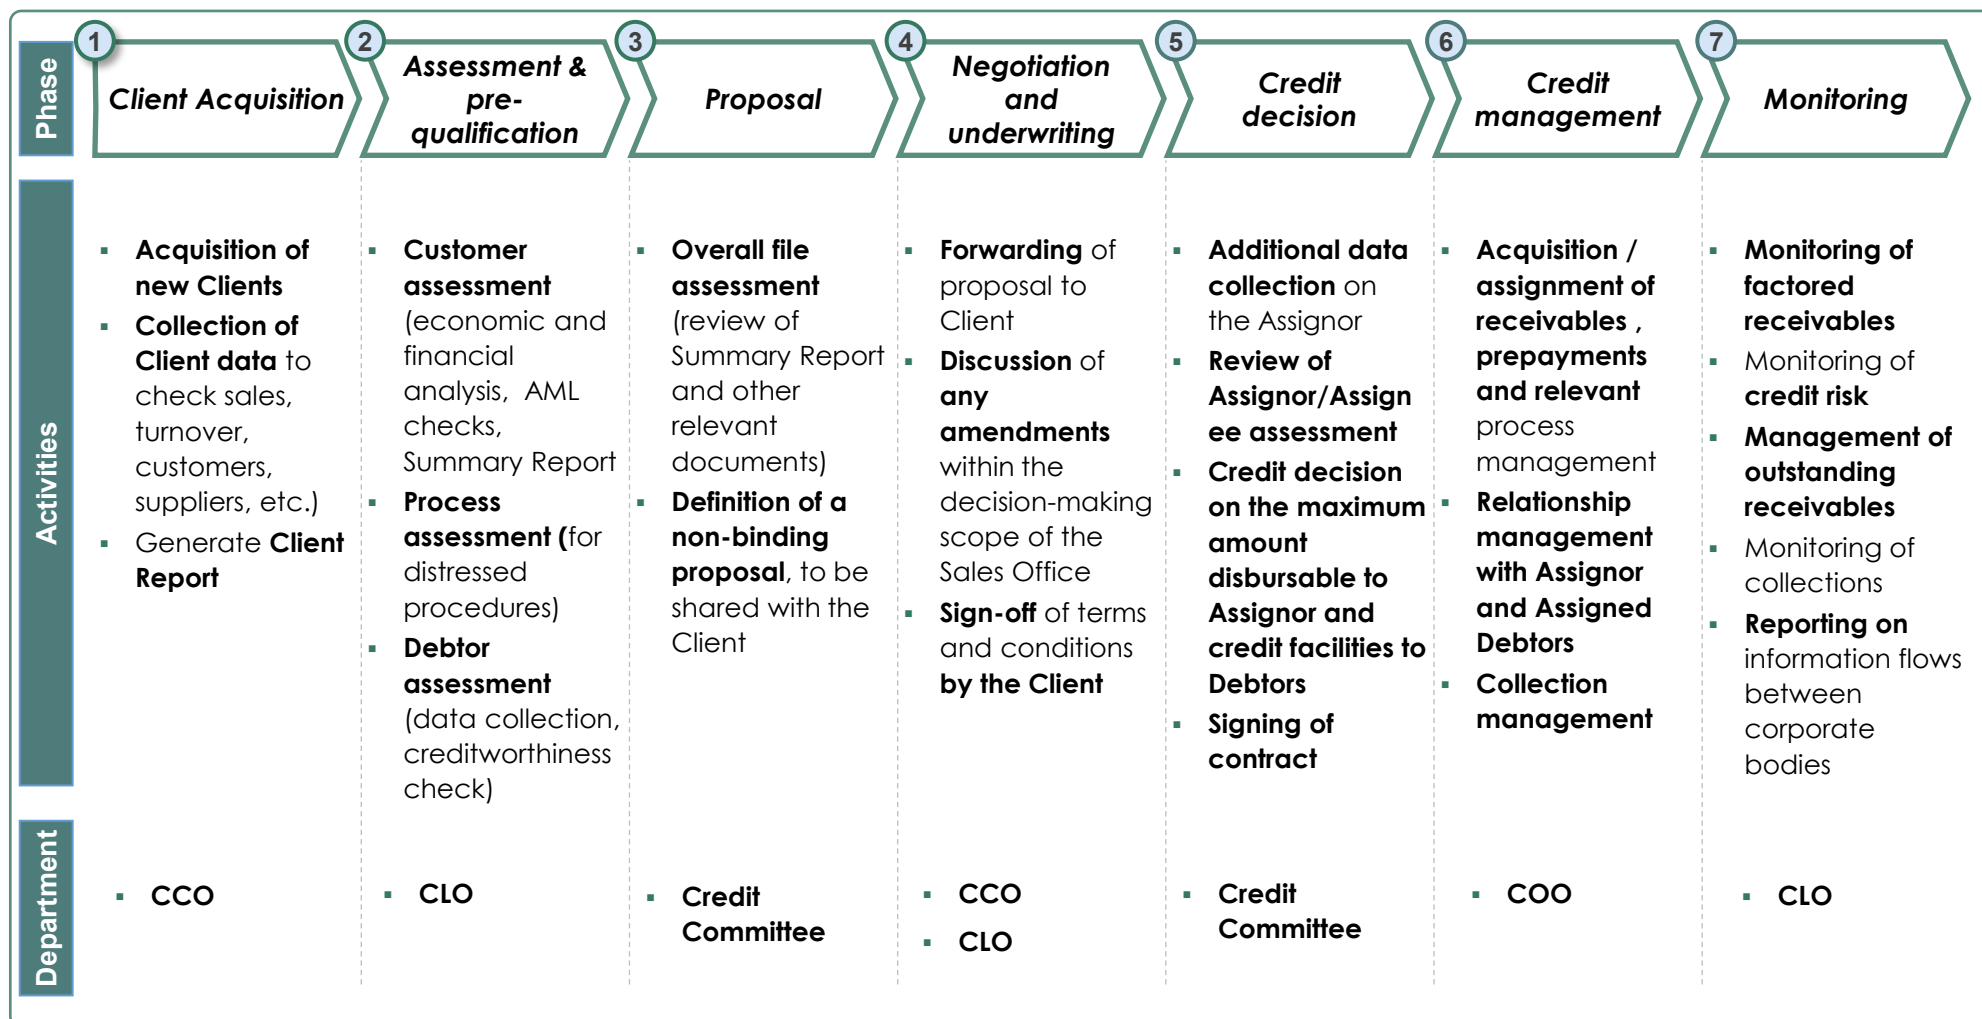 Phase
1
Client Acquisition
2
Assessment &
pre-
qualification
3
Proposal
4
Negotiation
and
underwriting
5
Credit
decision
6
Credit
management
7
Monitoring
Activities
▪ Acquisition of
new Clients
▪ Collection of
Client data to
check sales,
turnover,
customers,
suppliers, etc.)
▪ Generate Client
Report
▪ Customer
assessment
(economic and
financial
analysis, AML
checks,
Summary Report
▪ Process
assessment (for
distressed
procedures)
▪ Debtor
assessment
(data collection,
creditworthiness
check)
▪ Overall file
assessment
(review of
Summary Report
and other
relevant
documents)
▪ Definition of a
non-binding
proposal, to be
shared with the
Client
▪ Forwarding of
proposal to
Client
▪ Discussion of
any
amendments
within the
decision-making
scope of the
Sales Office
▪ Sign-off of terms
and conditions
by the Client
▪ Additional data
collection on
the Assignor
▪ Review of
Assignor/Assign
ee assessment
▪ Credit decision
on the maximum
amount
disbursable to
Assignor and
credit facilities to
Debtors
▪ Signing of
contract
▪ Acquisition /
assignment of
receivables ,
prepayments
and relevant
process
management
▪ Relationship
management
with Assignor
and Assigned
Debtors
▪ Collection
management
▪ Monitoring of
factored
receivables
▪ Monitoring of
credit risk
▪ Management of
outstanding
receivables
▪ Monitoring of
collections
▪ Reporting on
information flows
between
corporate
bodies
Department
▪ CCO
▪ CLO
▪ Credit
Committee
▪ CCO
▪ CLO
▪ Credit
Committee
▪ COO
▪ CLO